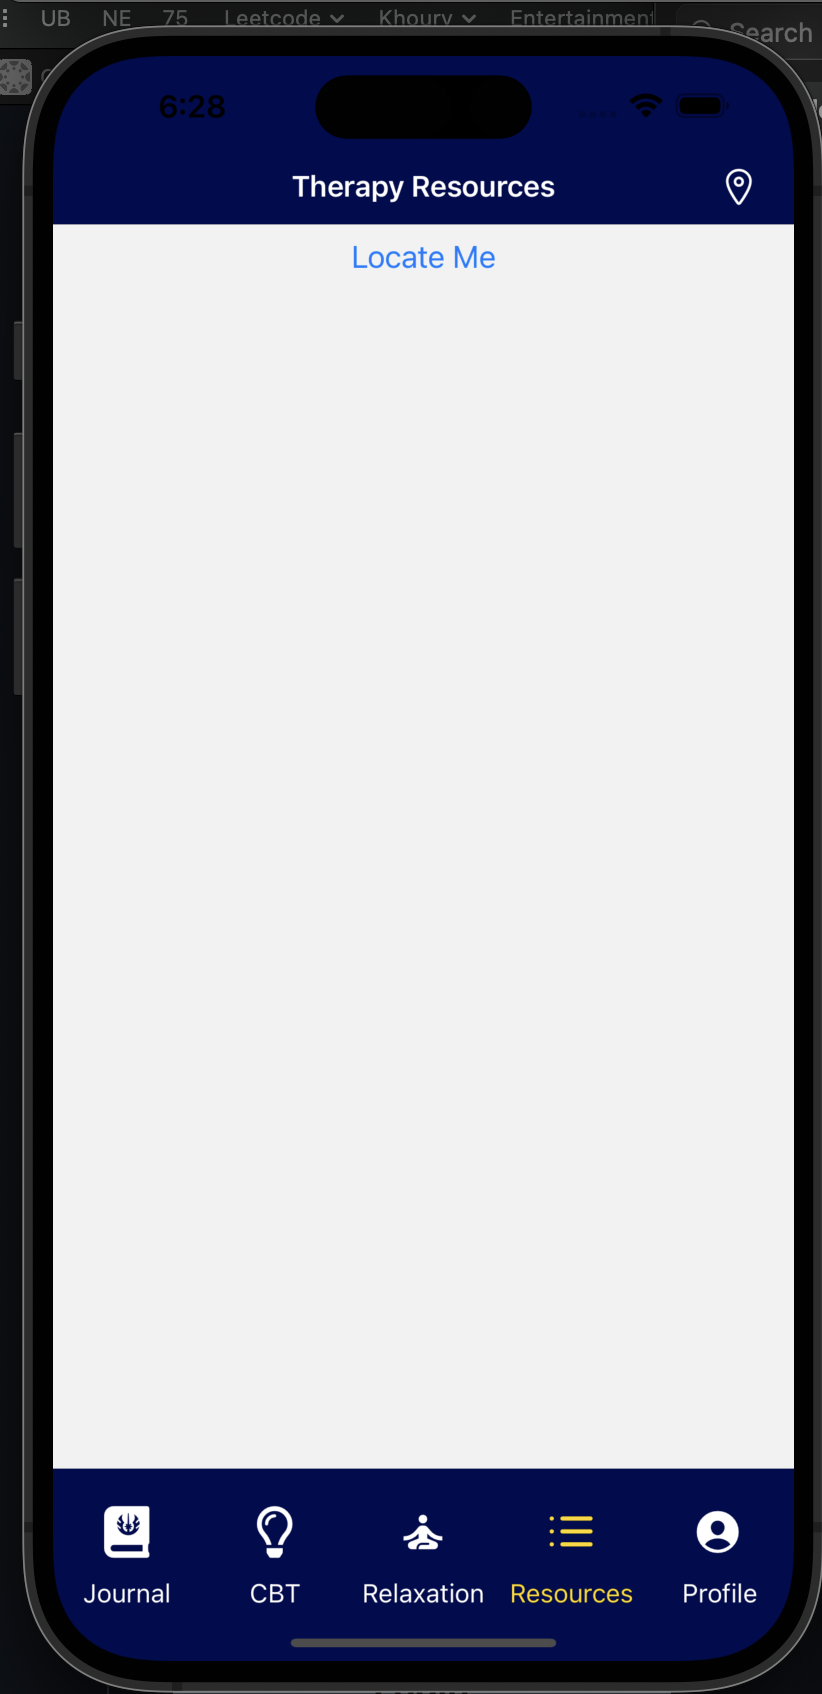 UB NE 75 Leetcode Khoury Entertainment
Search
6:28
Therapy Resources
Locate Me
Journal CBT Relaxation Resources Profile